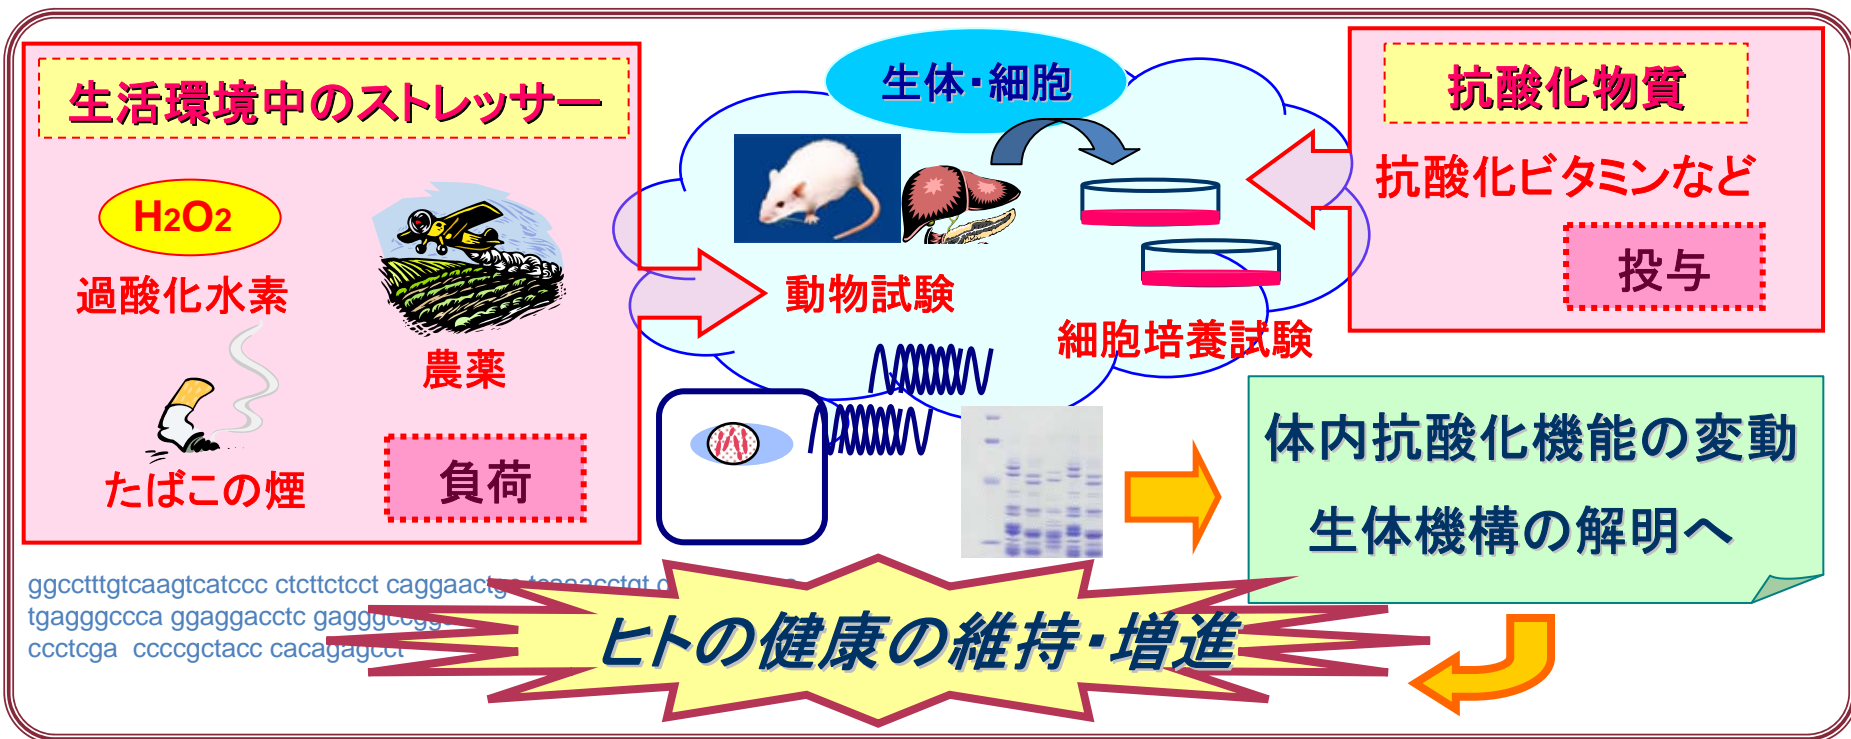 生活環境中のストレッサー
H2O2
過酸化水素
農薬
たばこの煙
負荷
生体・細胞
動物試験
細胞培養試験
抗酸化物質
抗酸化ビタミンなど
投与
体内抗酸化機能の変動
生体機構の解明へ
ggcctttgtcaagtcatccc ctcttctcct caggaact
tgagggccca ggaggacctc gagggccgg
ccctcga ccccgctacc cacagagcct
ヒトの健康の維持・増進